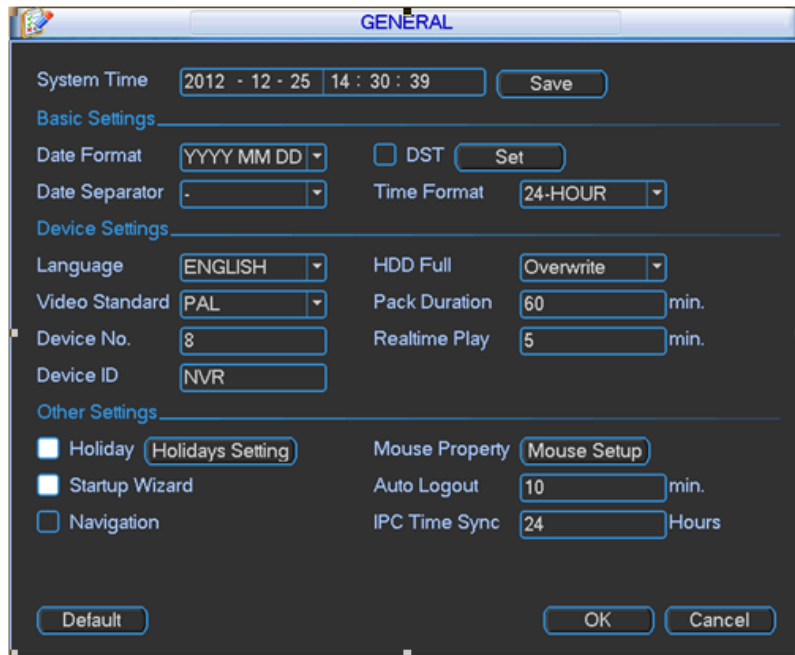 GENERAL
System Time 2012 - 12 - 25 14 : 30 : 39 Save
Basic Settings
Date Format YYYY MM DD DST Set
Date Separator - Time Format 24-HOUR
Device Settings
Language ENGLISH HDD Full Overwrite
Video Standard PAL Pack Duration 60 min.
Device No. 8 Realtime Play 5 min.
Device ID NVR
Other Settings
Holiday Holidays Setting Mouse Property Mouse Setup
Startup Wizard Auto Logout 10 min.
Navigation IPC Time Sync 24 Hours
Default OK Cancel